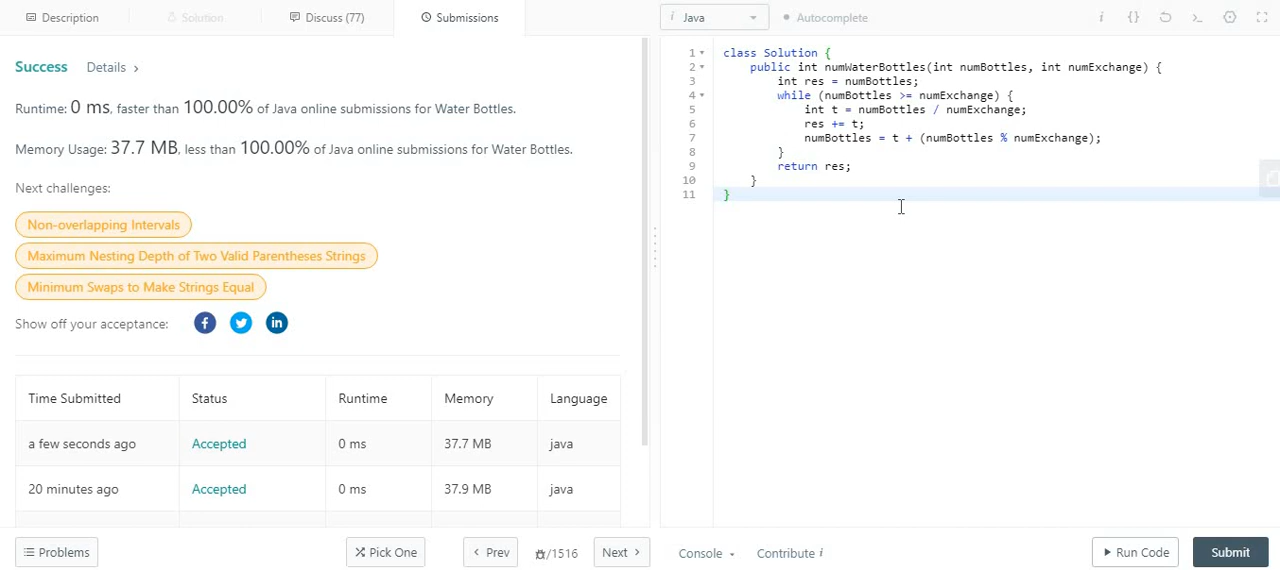 Description
Solution
Discuss (77)
Submissions
i Java
Autocomplete
i
{}
Success Details ›
Runtime: 0 ms, faster than 100.00% of Java online submissions for Water Bottles.
Memory Usage: 37.7 MB, less than 100.00% of Java online submissions for Water Bottles.
Next challenges:
Non-overlapping Intervals
Maximum Nesting Depth of Two Valid Parentheses Strings
Minimum Swaps to Make Strings Equal
Show off your acceptance:
Time Submitted Status Runtime Memory Language
a few seconds ago Accepted 0 ms 37.7 MB java
20 minutes ago Accepted 0 ms 37.9 MB java
1 class Solution {
2 public int numWaterBottles(int numBottles, int numExchange) {
3 int res = numBottles;
4 while (numBottles >= numExchange) {
5 int t = numBottles / numExchange;
6 res += t;
7 numBottles = t + (numBottles % numExchange);
8 }
9 return res;
10 }
11 }
Problems
Pick One
‹ Prev
/1516
Next ›
Console
Contribute i
Run Code
Submit